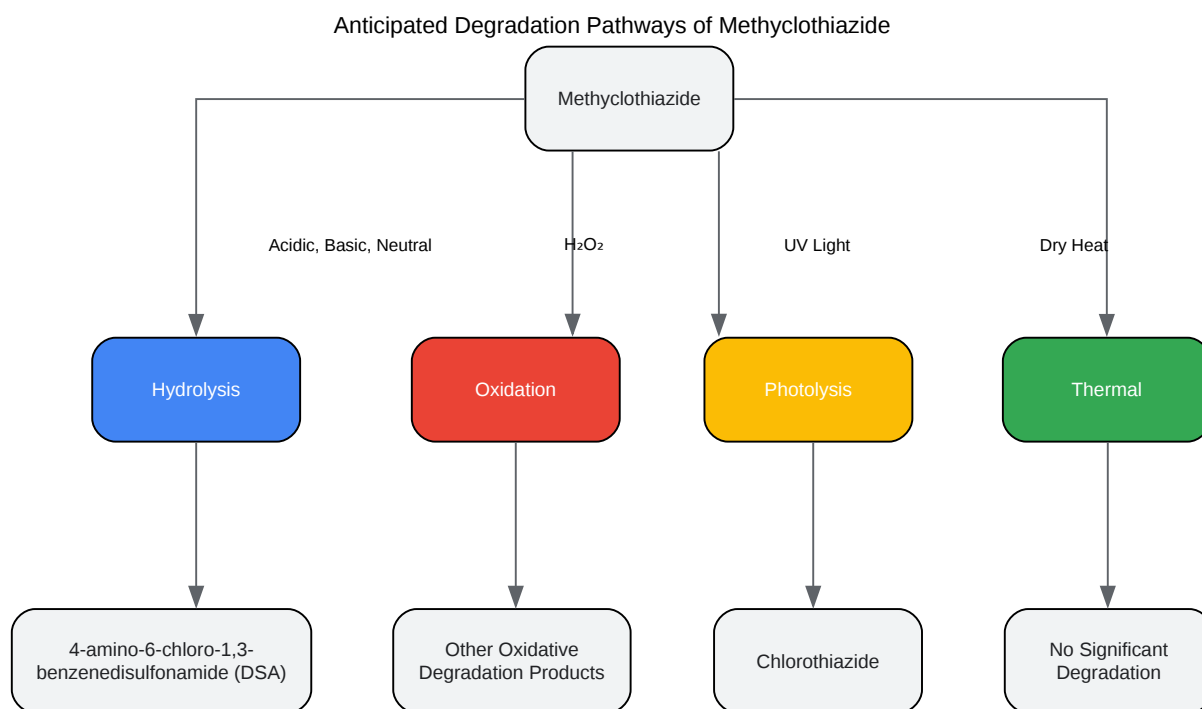 Anticipated Degradation Pathways of Methyclothiazide
Methyclothiazide
Acidic, Basic, Neutral
H₂O₂
UV Light
Dry Heat
Hydrolysis
Oxidation
Photolysis
Thermal
4-amino-6-chloro-1,3-
benzenedisulfonamide (DSA)
Other Oxidative
Degradation Products
Chlorothiazide
No Significant
Degradation